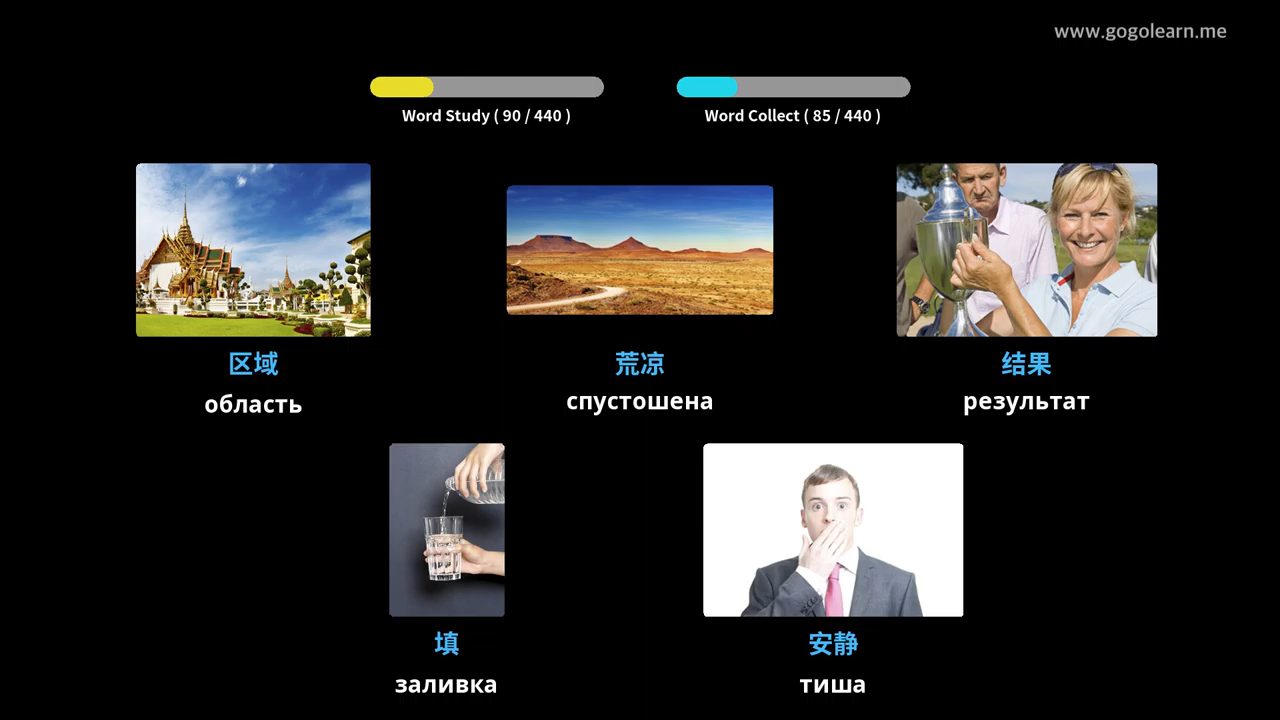 www.gogolearn.me
Word Study ( 90 / 440 )
Word Collect ( 85 / 440 )
区域
область
荒凉
спустошена
结果
результат
填
заливка
安静
тиша